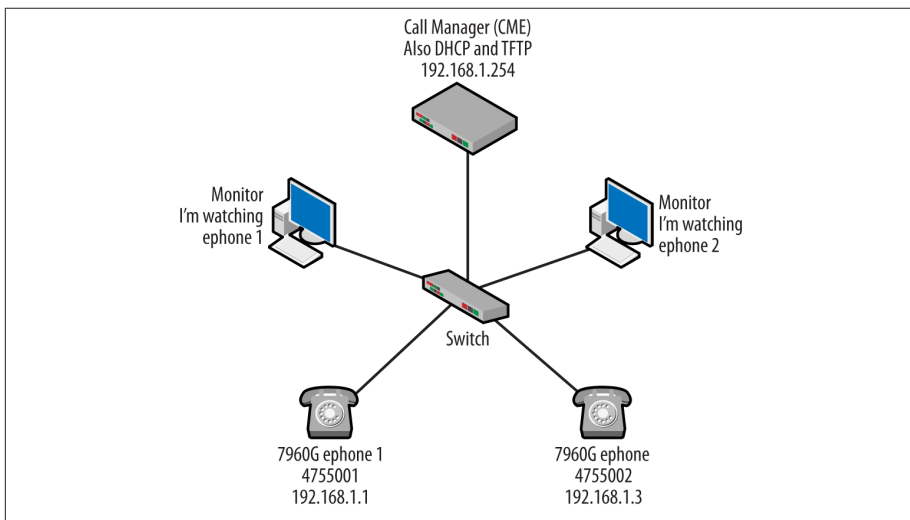 Call Manager (CME)
Also DHCP and TFTP
192.168.1.254
Monitor
I'm watching
ephone 1
Monitor
I'm watching
ephone 2
Switch
7960G ephone 1
4755001
192.168.1.1
7960G ephone
4755002
192.168.1.3